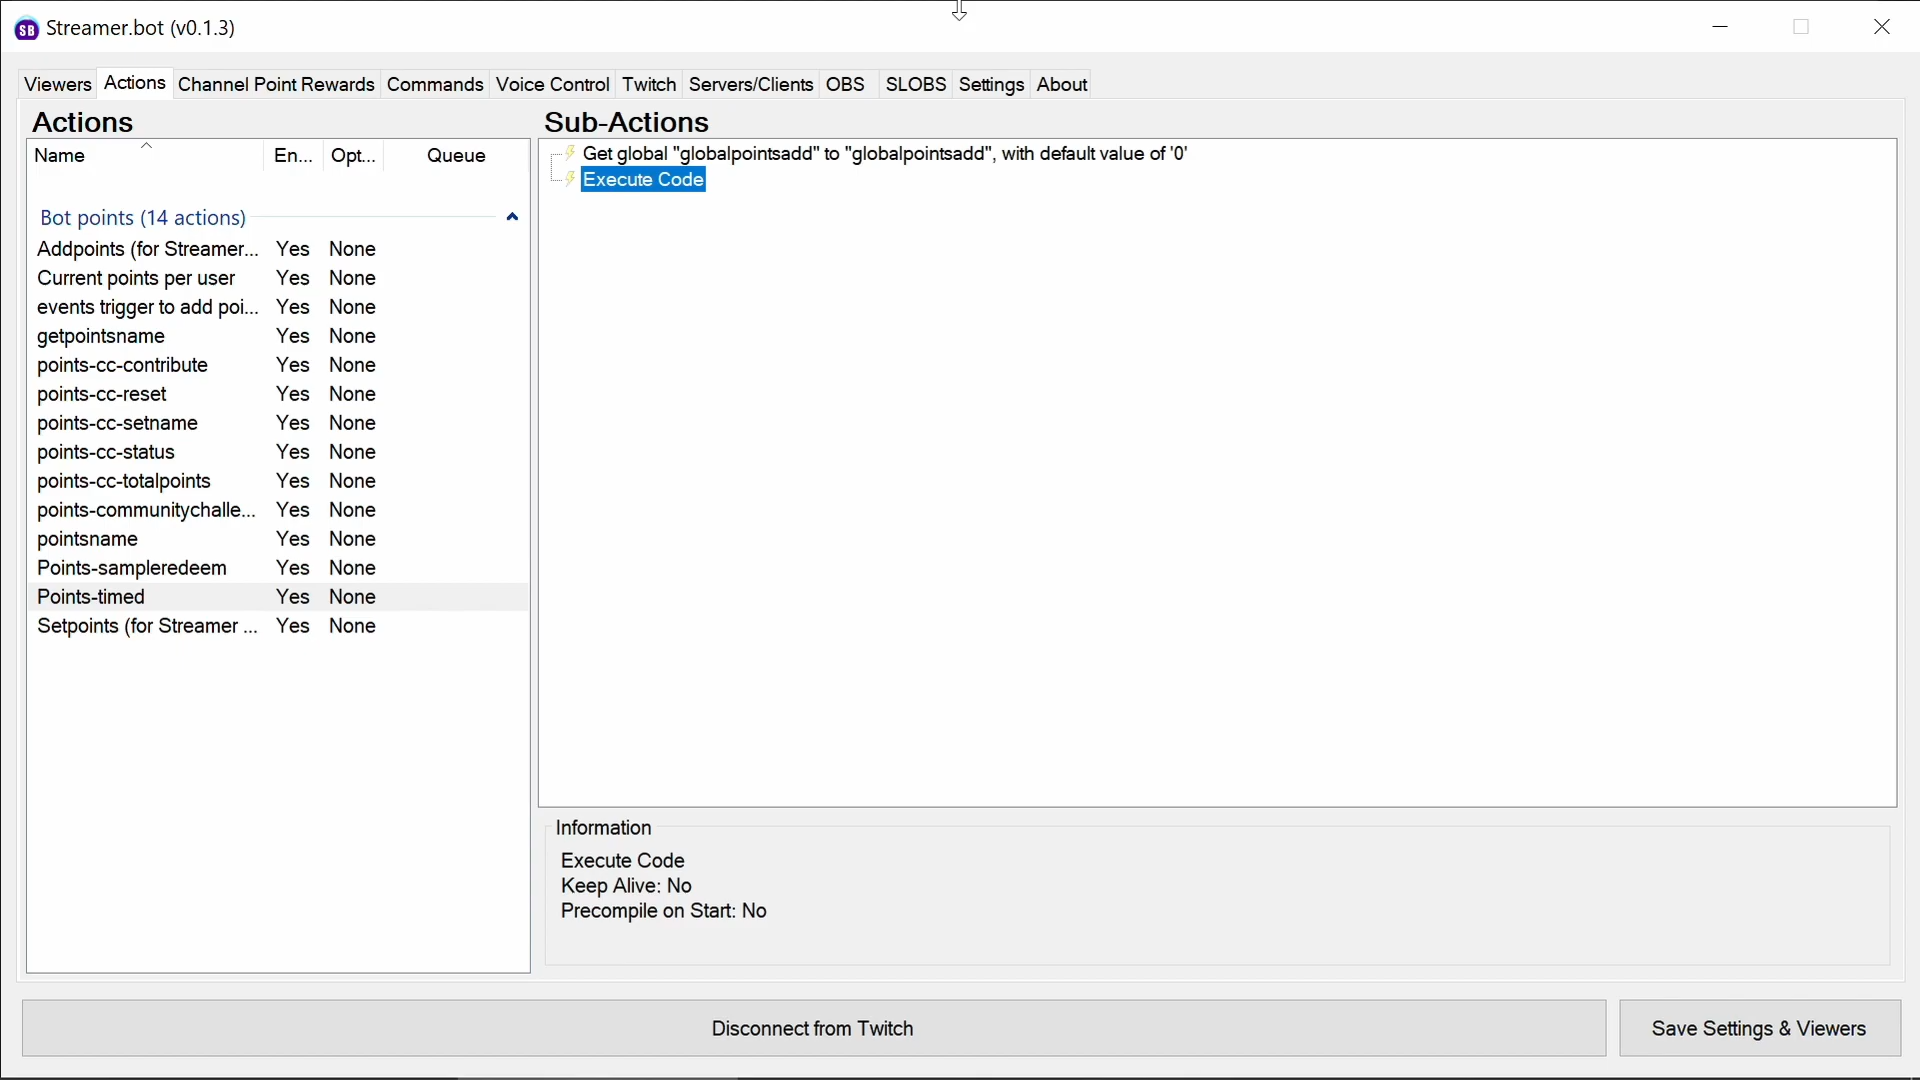 SB Streamer.bot (v0.1.3)
Viewers Actions Channel Point Rewards Commands Voice Control Twitch Servers/Clients OBS SLOBS Settings About
Actions
Name En... Opt... Queue
Bot points (14 actions)
Addpoints (for Streamer... Yes None
Current points per user Yes None
events trigger to add poi... Yes None
getpointsname Yes None
points-cc-contribute Yes None
points-cc-reset Yes None
points-cc-setname Yes None
points-cc-status Yes None
points-cc-totalpoints Yes None
points-communitychalle... Yes None
pointsname Yes None
Points-sampleredeem Yes None
Points-timed Yes None
Setpoints (for Streamer ... Yes None
Sub-Actions
Get global "globalpointsadd" to "globalpointsadd", with default value of '0'
Execute Code
Information
Execute Code
Keep Alive: No
Precompile on Start: No
Disconnect from Twitch
Save Settings & Viewers